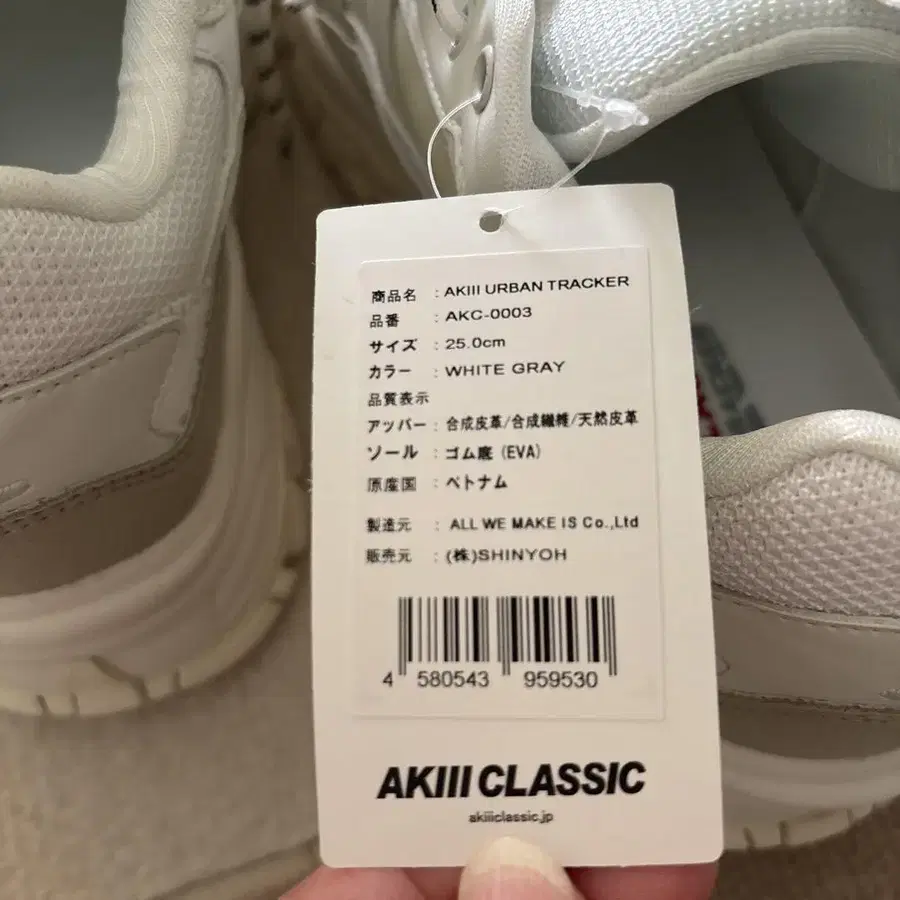 商品名 : AKIII URBAN TRACKER
品番 : AKC-0003
サイズ : 25.0cm
カラー : WHITE GRAY
品質表示
アッパー : 合成皮革/合成繊維/天然皮革
ソール : ゴム底 (EVA)
原産国 : ベトナム
製造元 : ALL WE MAKE IS Co.,Ltd
販売元 : (株)SHINYOH
4 580543 959530
AKIII CLASSIC
akiiiclassic.jp